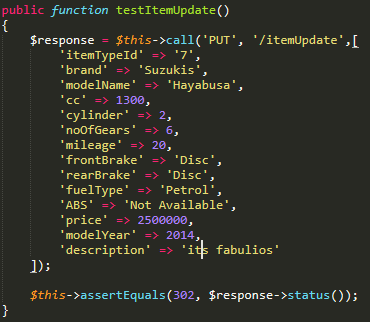 public function testItemUpdate()
{
$response = $this->call('PUT', '/itemUpdate',[
'itemTypeId' => '7',
'brand' => 'Suzukis',
'modelName' => 'Hayabusa',
'cc' => 1300,
'cylinder' => 2,
'noOfGears' => 6,
'mileage' => 20,
'frontBrake' => 'Disc',
'rearBrake' => 'Disc',
'fuelType' => 'Petrol',
'ABS' => 'Not Available',
'price' => 2500000,
'modelYear' => 2014,
'description' => 'its fabulios'
]);
$this->assertEquals(302, $response->status());
}